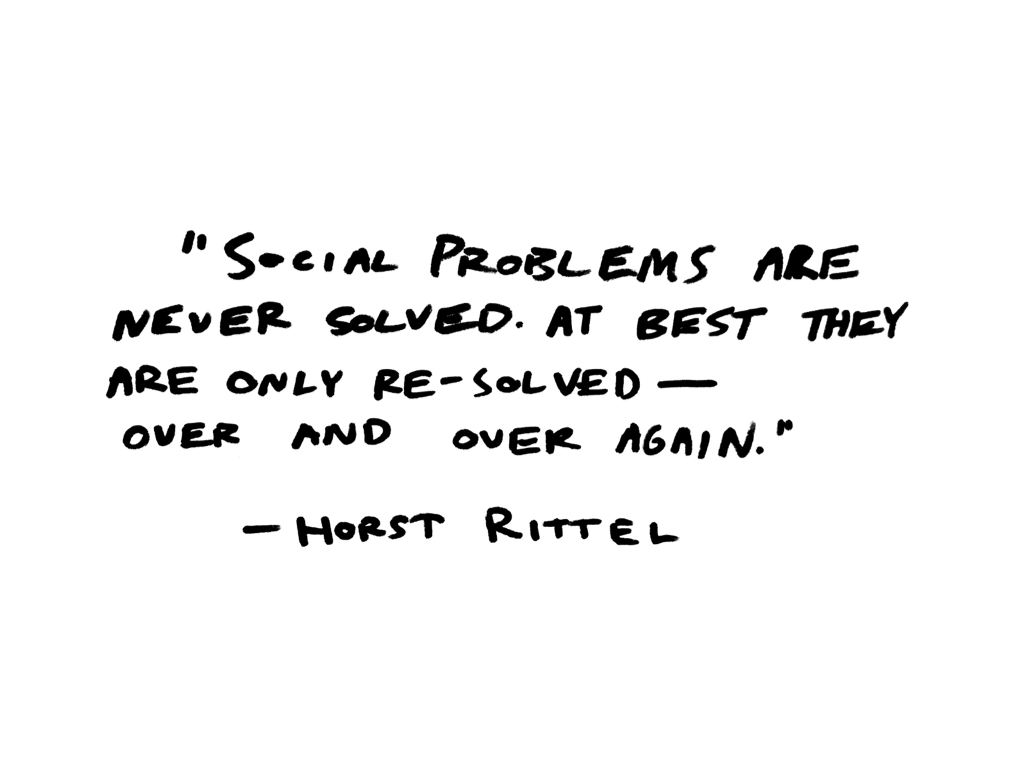 "SOCIAL PROBLEMS ARE
NEVER SOLVED. AT BEST THEY
ARE ONLY RE-SOLVED —
OVER AND OVER AGAIN."
— HORST RITTEL